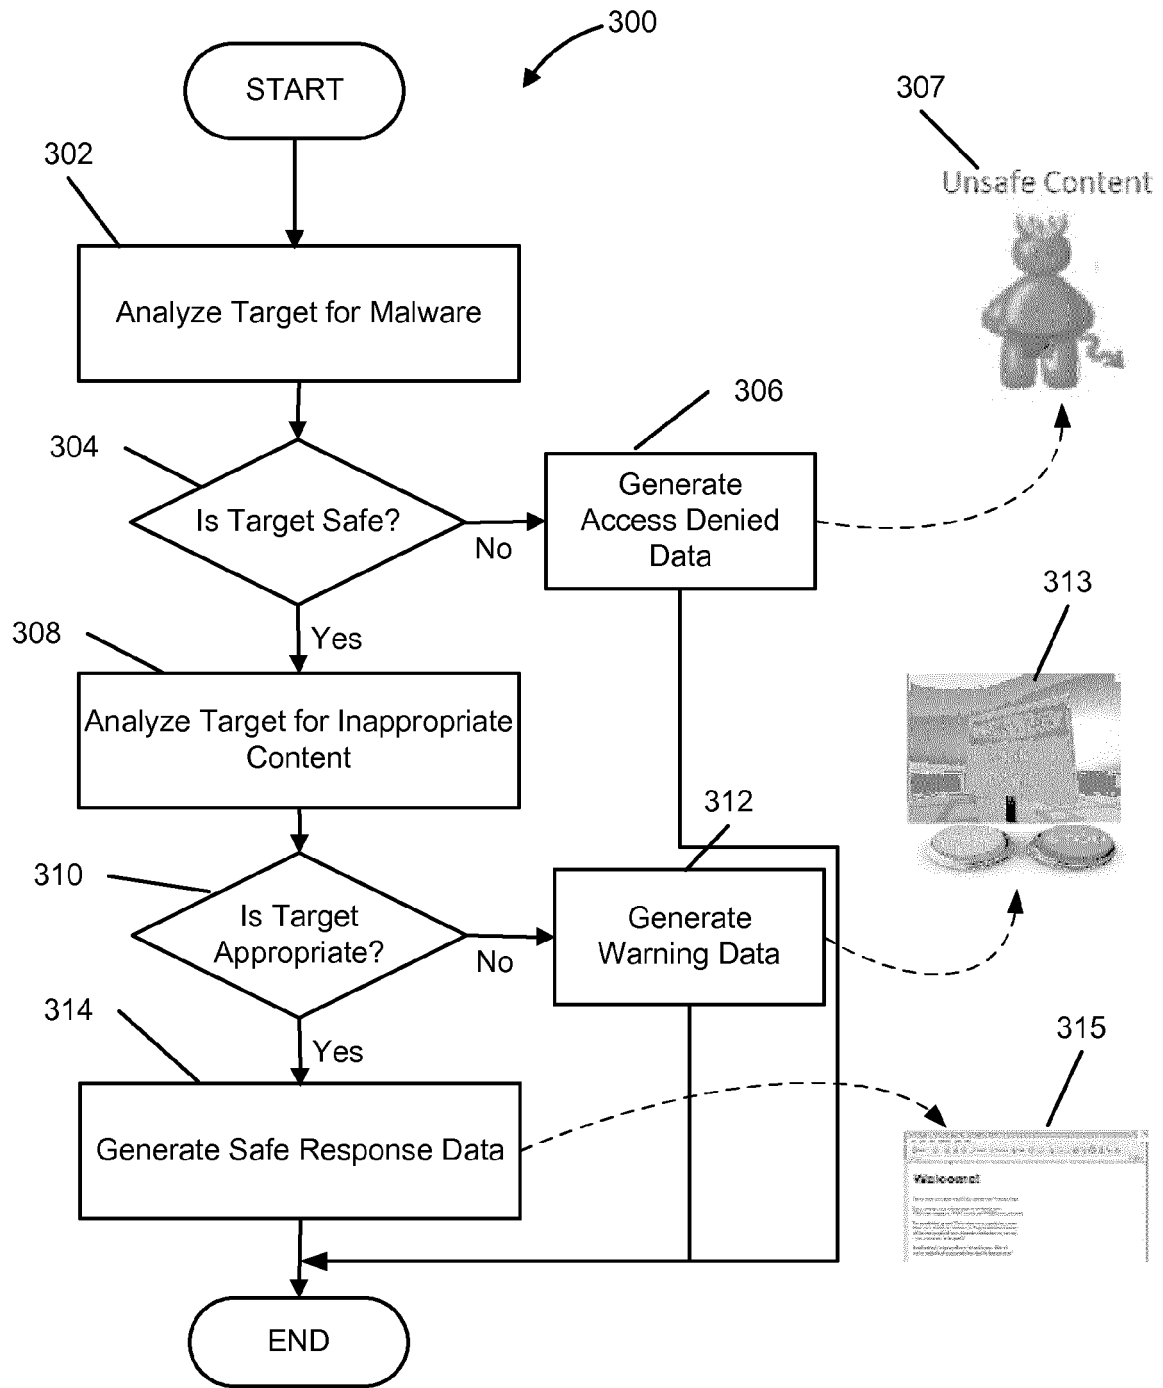 300
START
307
302
Unsafe Content
Analyze Target for Malware
306
304
Generate
Access Denied
Data
Is Target Safe?
No
313
Yes
308
Analyze Target for Inappropriate
Content
312
310
Is Target
Appropriate?
Generate
Warning Data
No
314
315
Yes
Generate Safe Response Data
Welcome!
END